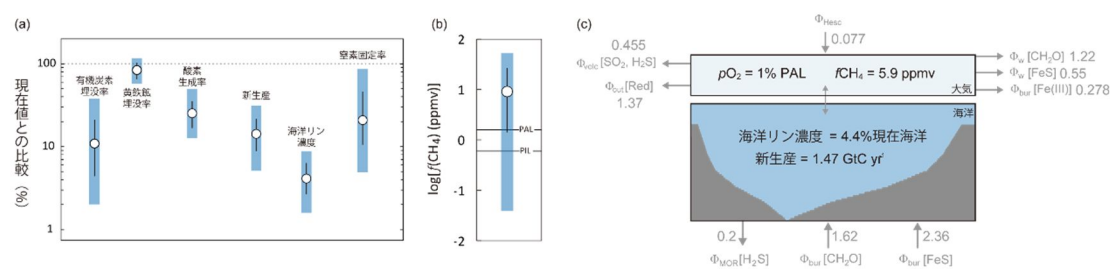 (a)
現在値との比較 (%)
100
10
1
有機炭素
埋没率
黄鉄鉱
埋没率
酸素
生成率
新生産
海洋リン
濃度
窒素固定率
(b)
log[f(CH4) (ppmv)]
2
1
0
-1
-2
PAL
PIL
(c)
ΦHesc
0.077
0.455
Φvolc[SO2, H2S]
Φout[Red]
1.37
pO2 = 1% PAL fCH4 = 5.9 ppmv
大気
Φw[CH2O] 1.22
Φw[FeS] 0.55
Φbur[Fe(III)] 0.278
海洋
海洋リン濃度 = 4.4%現在海洋
新生産 = 1.47 GtC yr
0.2
ΦMOR[H2S]
1.62
Φbur[CH2O]
2.36
Φbur[FeS]